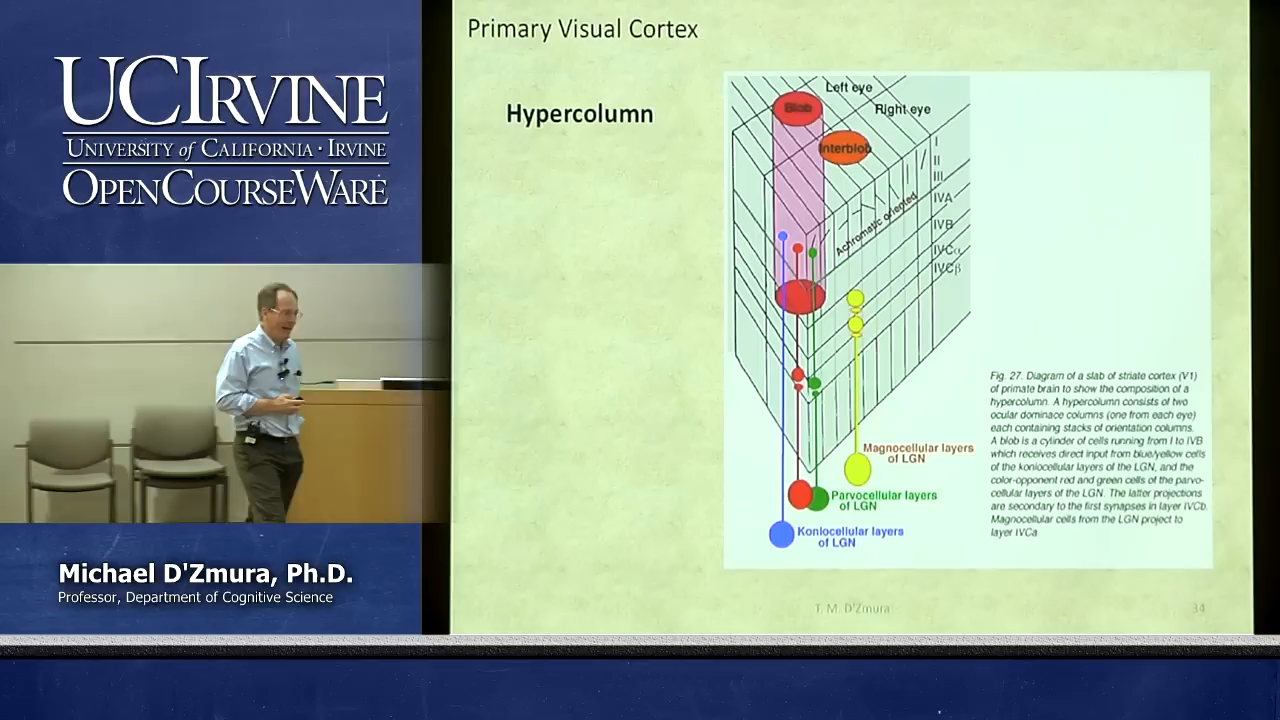 UCIRVINE
UNIVERSITY of CALIFORNIA · IRVINE
OPENCOURSEWARE
Michael D'Zmura, Ph.D.
Professor, Department of Cognitive Science
Primary Visual Cortex
Hypercolumn
Left eye
Right eye
Blob
Interblob
I
II
III
IVA
IVB
IVCα
IVCβ
Achromatic oriented
Magnocellular layers
of LGN
Parvocellular layers
of LGN
Koniocellular layers
of LGN
Fig. 27. Diagram of a slab of striate cortex (V1)
of primate brain to show the composition of a
hypercolumn. A hypercolumn consists of two
ocular dominace columns (one from each eye)
each containing stacks of orientation columns.
A blob is a cylinder of cells running from I to IVB
which receives direct input from blue/yellow cells
of the koniocellular layers of the LGN, and the
color-opponent red and green cells of the parvo-
cellular layers of the LGN. The latter projections
are secondary to the first synapses in layer IVCb.
Magnocellular cells from the LGN project to
layer IVCa
T. M. D'Zmura
34